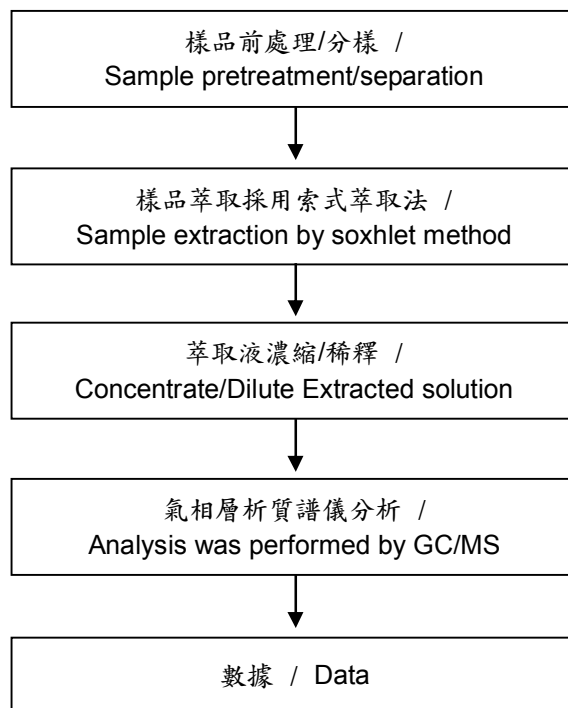 樣品前處理/分樣 /
Sample pretreatment/separation
樣品萃取採用索式萃取法 /
Sample extraction by soxhlet method
萃取液濃縮/稀釋 /
Concentrate/Dilute Extracted solution
氣相層析質譜儀分析 /
Analysis was performed by GC/MS
數據 / Data